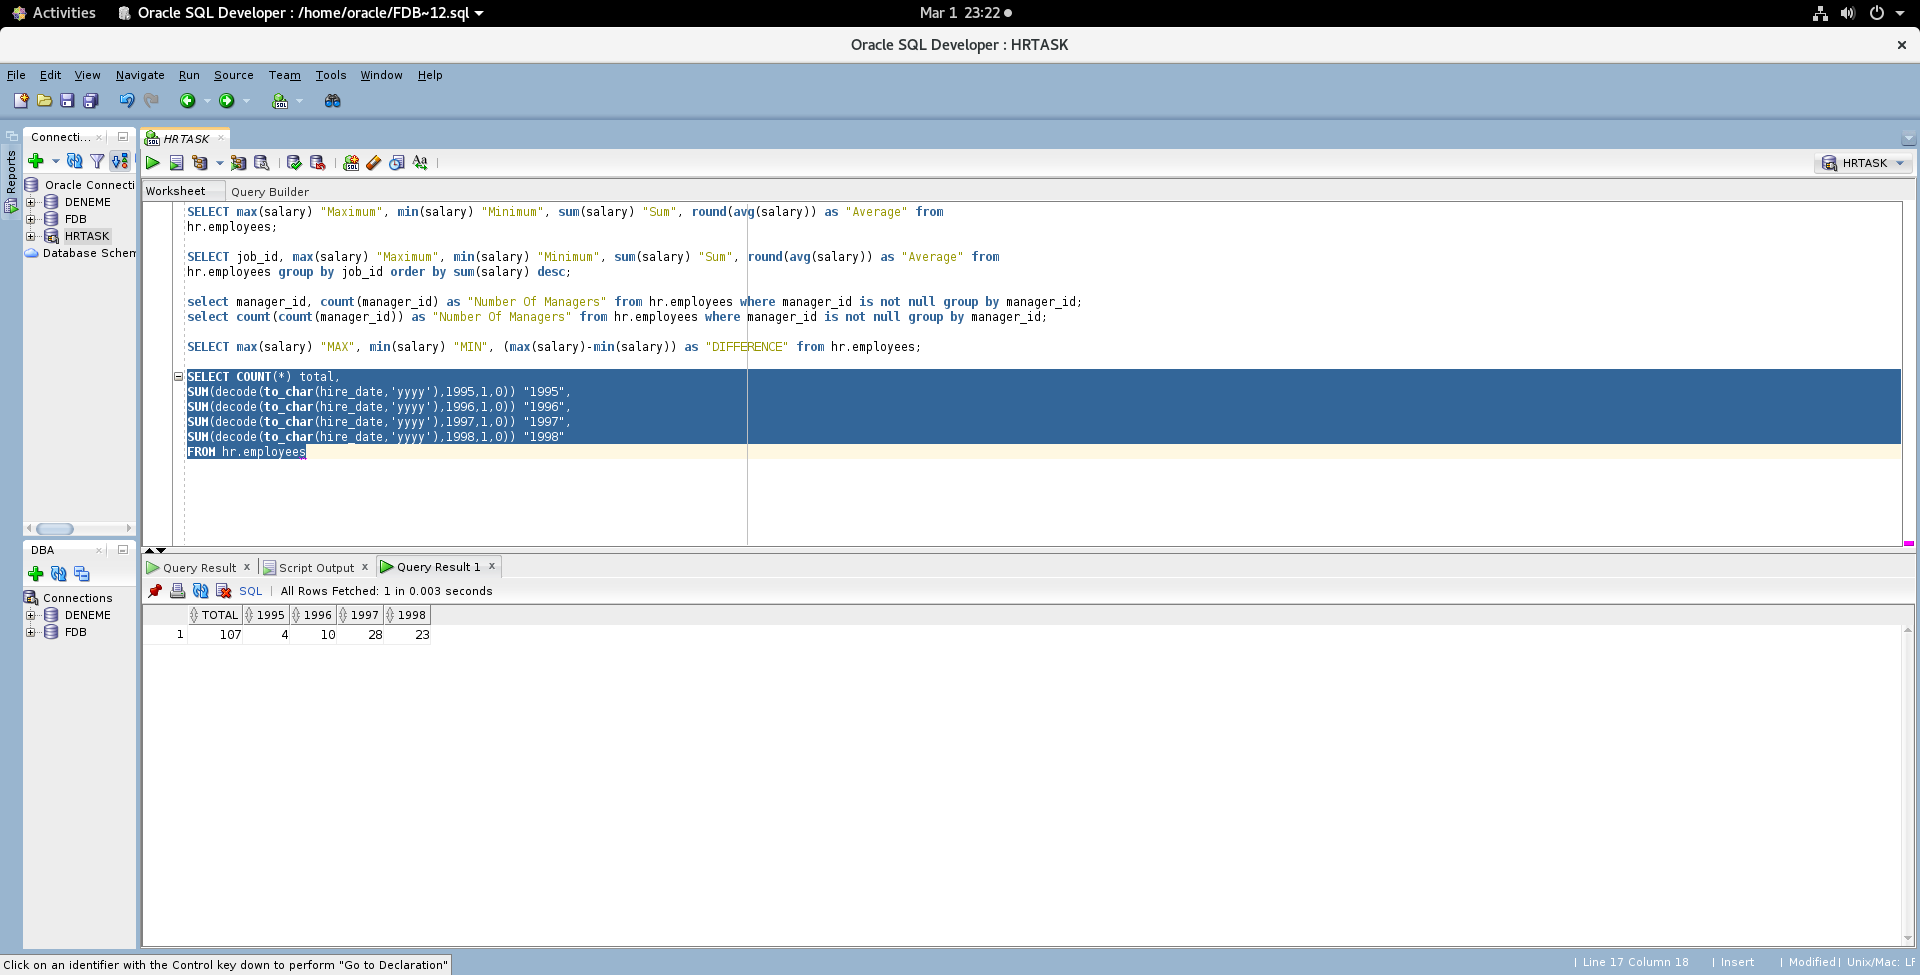 Activities Oracle SQL Developer : /home/oracle/FDB~12.sql Mar 1 23:22
Oracle SQL Developer : HRTASK
File Edit View Navigate Run Source Team Tools Window Help
Reports
Connecti...
Oracle Connecti
DENEME
FDB
HRTASK
Database Schem
DBA
Connections
DENEME
FDB
HRTASK
HRTASK
Worksheet Query Builder
SELECT max(salary) "Maximum", min(salary) "Minimum", sum(salary) "Sum", round(avg(salary)) as "Average" from
hr.employees;
SELECT job_id, max(salary) "Maximum", min(salary) "Minimum", sum(salary) "Sum", round(avg(salary)) as "Average" from
hr.employees group by job_id order by sum(salary) desc;
select manager_id, count(manager_id) as "Number Of Managers" from hr.employees where manager_id is not null group by manager_id;
select count(count(manager_id)) as "Number Of Managers" from hr.employees where manager_id is not null group by manager_id;
SELECT max(salary) "MAX", min(salary) "MIN", (max(salary)-min(salary)) as "DIFFERENCE" from hr.employees;
SELECT COUNT(*) total,
SUM(decode(to_char(hire_date,'yyyy'),1995,1,0)) "1995",
SUM(decode(to_char(hire_date,'yyyy'),1996,1,0)) "1996",
SUM(decode(to_char(hire_date,'yyyy'),1997,1,0)) "1997",
SUM(decode(to_char(hire_date,'yyyy'),1998,1,0)) "1998"
FROM hr.employees
Query Result x Script Output x Query Result 1 x
SQL | All Rows Fetched: 1 in 0.003 seconds
TOTAL 1995 1996 1997 1998
1 107 4 10 28 23
Click on an identifier with the Control key down to perform "Go to Declaration"
| Line 17 Column 18 | Insert | Modified | Unix/Mac: LF